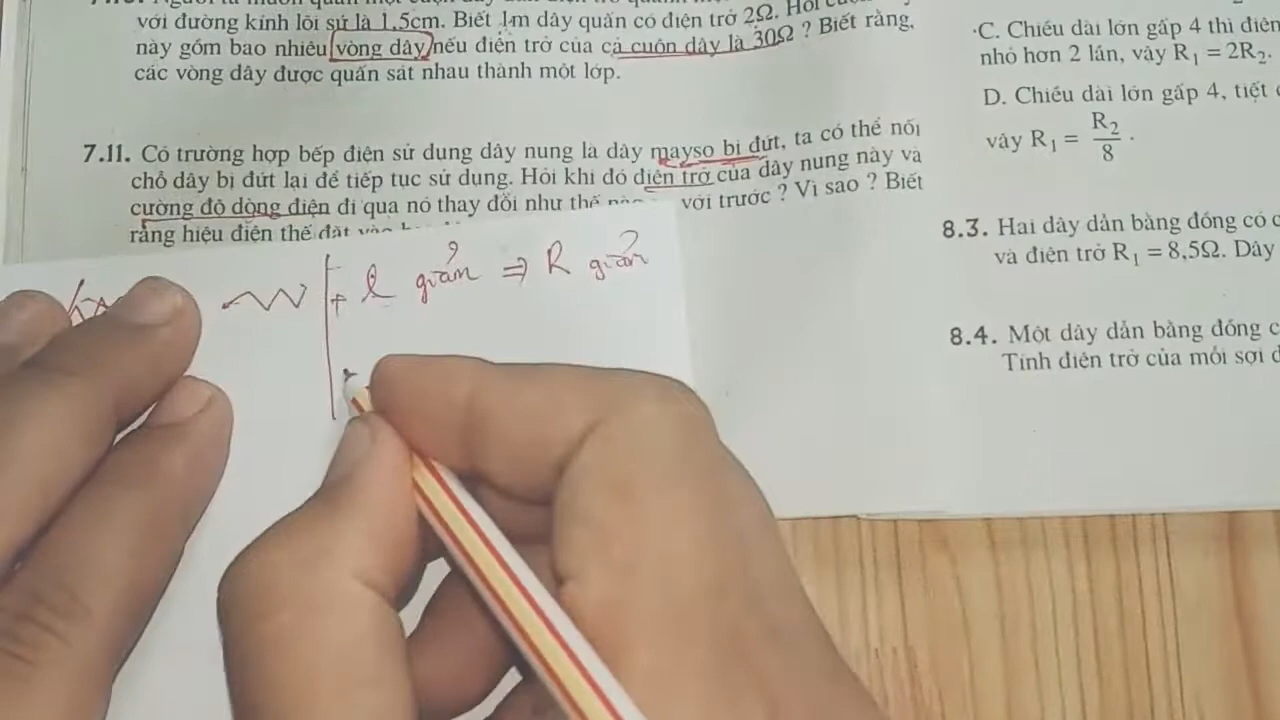 với đường kính lõi sứ là 1,5cm. Biết 1m dây quấn có điện trở 2Ω. Hỏi
này gồm bao nhiêu vòng dây nếu điện trở của cả cuộn dây là 30Ω ? Biết rằng,
các vòng dây được quấn sát nhau thành một lớp.
7.11. Có trường hợp bếp điện sử dụng dây nung là dây mayso bị đứt, ta có thể nối
chỗ dây bị đứt lại để tiếp tục sử dụng. Hỏi khi đó điện trở của dây nung này và
cường độ dòng điện đi qua nó thay đổi như thế với trước ? Vì sao ? Biết
rằng hiệu điện thế đặt
+ l giảm ⇒ R giảm
C. Chiều dài lớn gấp 4 thì
nhỏ hơn 2 lần, vậy R₁ = 2R₂.
D. Chiều dài lớn gấp 4, tiết
vậy R₁ = R₂/8 .
8.3. Hai dây dẫn bằng đồng có
và điện trở R₁ = 8,5Ω. Dây
8.4. Một dây dẫn bằng đồng
Tính điện trở của mỗi sợi